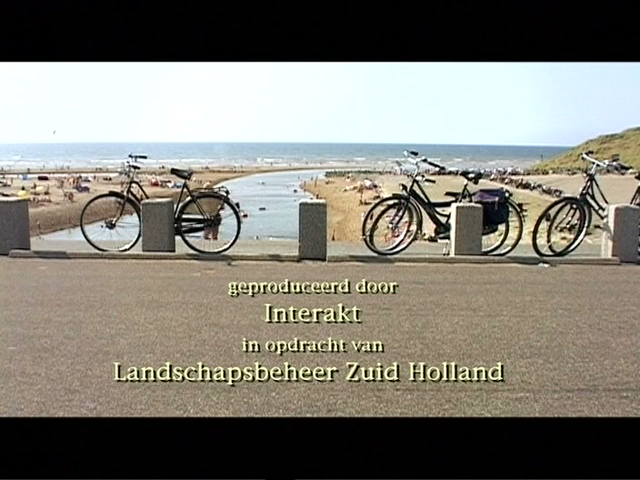 geproduceerd door
Interakt
in opdracht van
Landschapsbeheer Zuid Holland